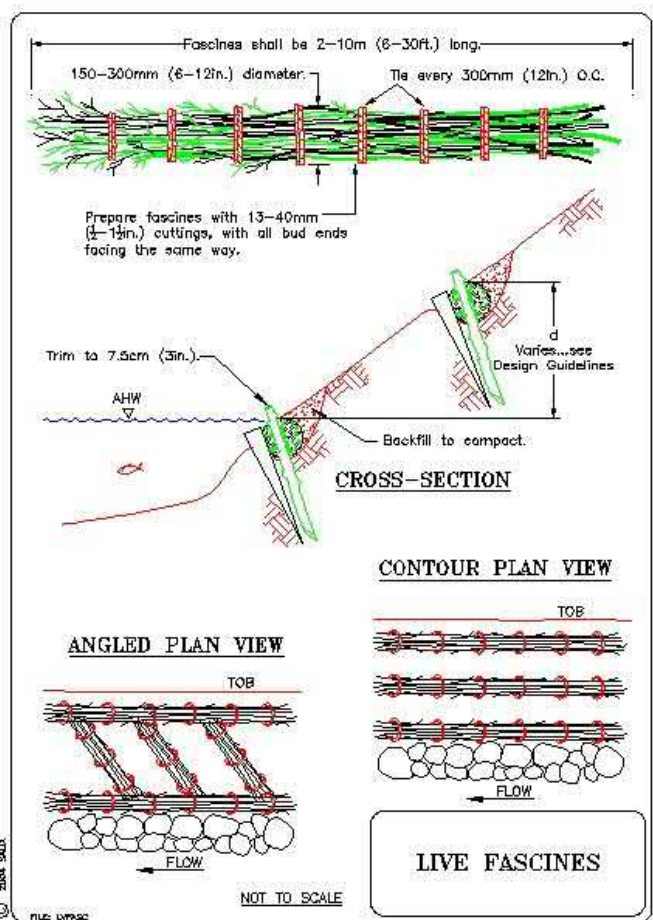 Fascines shall be 2-10m (6-30ft.) long.
150-300mm (6-12in.) diameter.
Tie every 300mm (12in.) O.C.
Prepare fascines with 13-40mm
(½-1½in.) cuttings, with all bud ends
facing the same way.
d
Varies...see
Design Guidelines
Trim to 7.5cm (3in.).
AHW
Backfill to compact.
CROSS-SECTION
CONTOUR PLAN VIEW
TOB
FLOW
ANGLED PLAN VIEW
TOB
FLOW
NOT TO SCALE
LIVE FASCINES